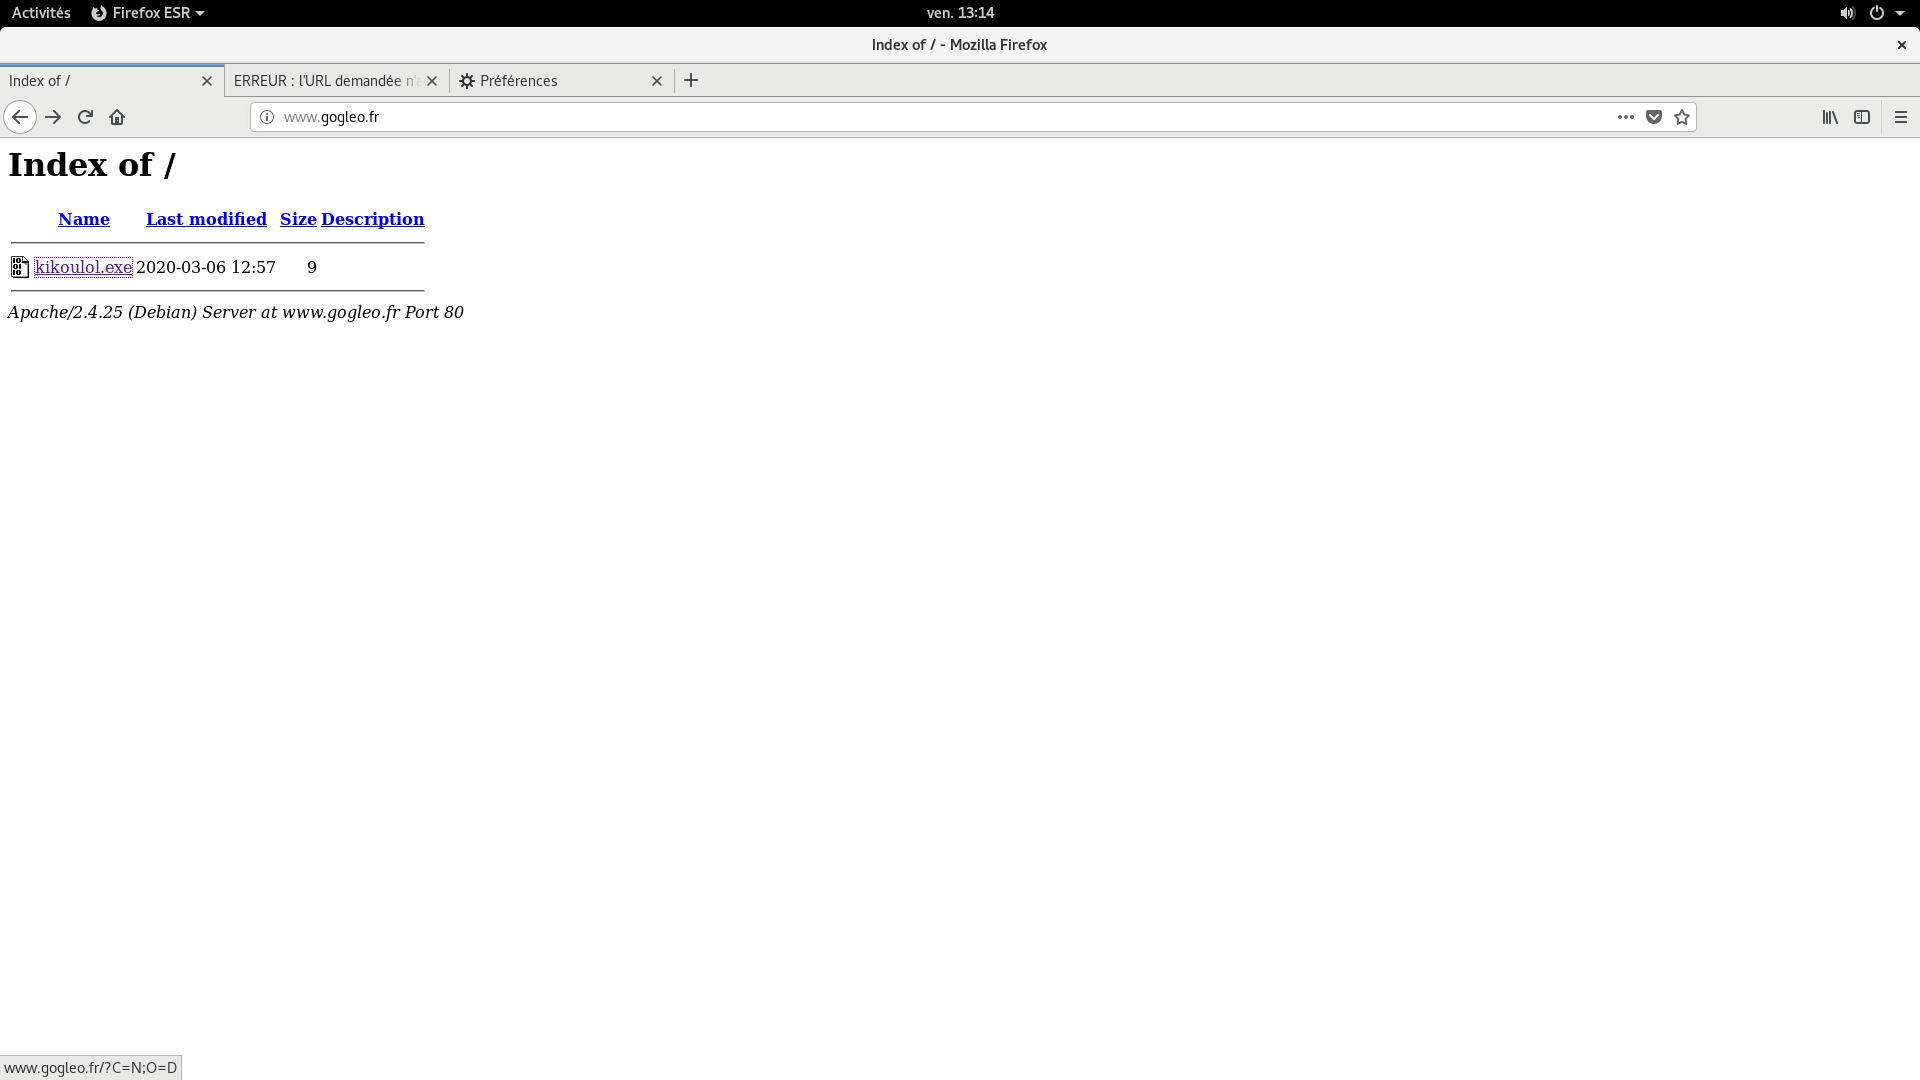 Activités Firefox ESR ven. 13:14
Index of / - Mozilla Firefox
Index of / ERREUR : l'URL demandée n'a Préférences
www.gogleo.fr
Index of /
Name Last modified Size Description
kikoulol.exe 2020-03-06 12:57 9
Apache/2.4.25 (Debian) Server at www.gogleo.fr Port 80
www.gogleo.fr/?C=N;O=D